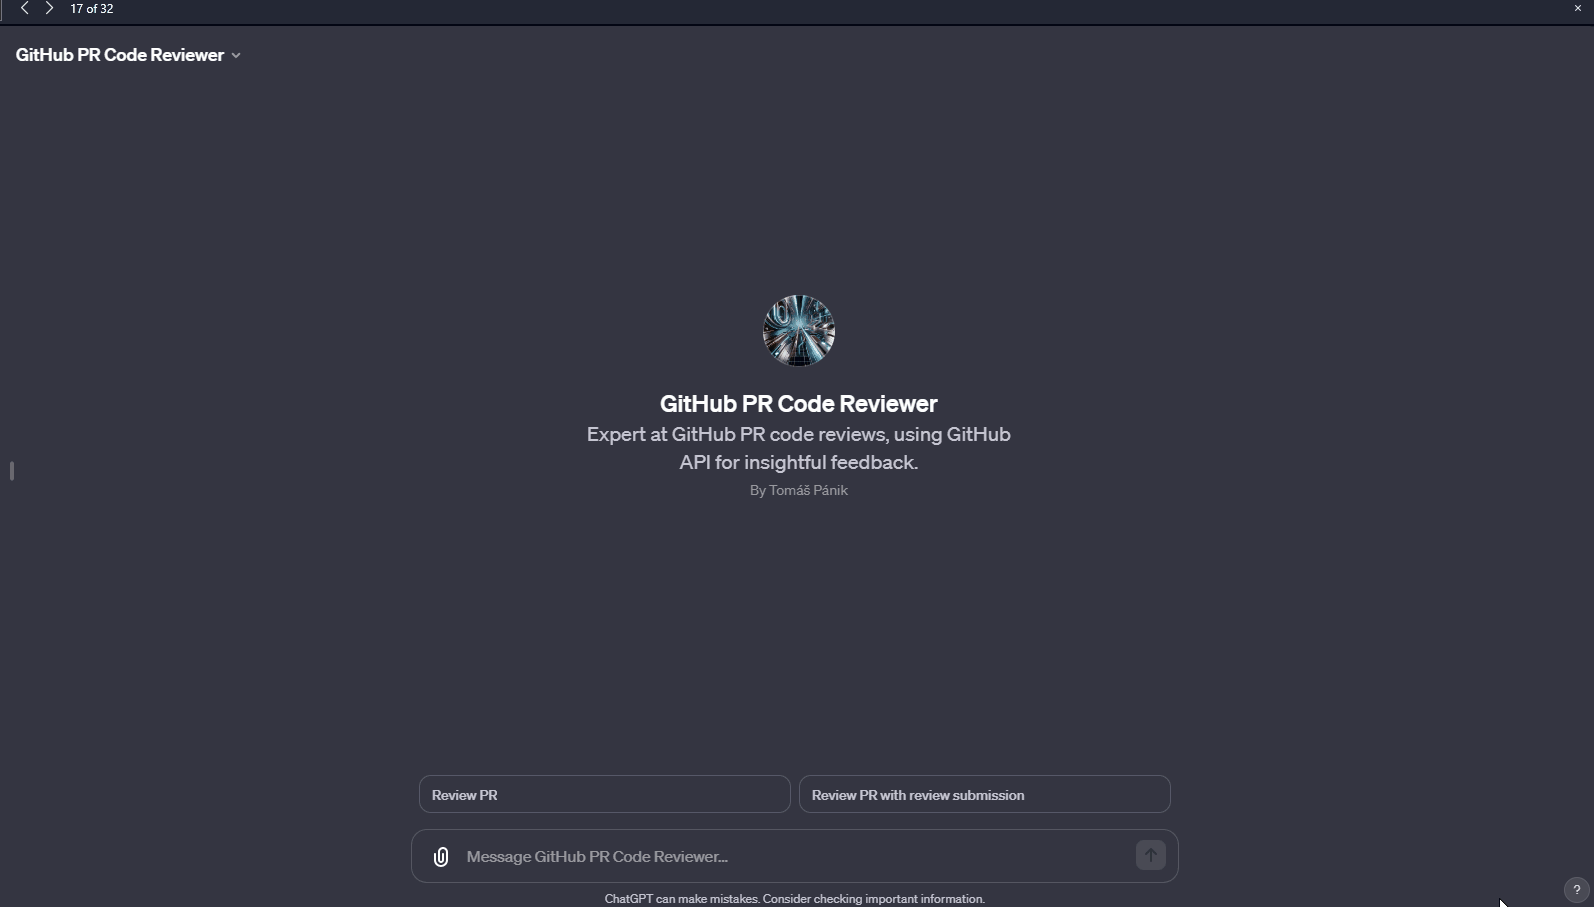 17 of 32
GitHub PR Code Reviewer
GitHub PR Code Reviewer
Expert at GitHub PR code reviews, using GitHub
API for insightful feedback.
By Tomáš Pánik
Review PR
Review PR with review submission
Message GitHub PR Code Reviewer...
ChatGPT can make mistakes. Consider checking important information.
?